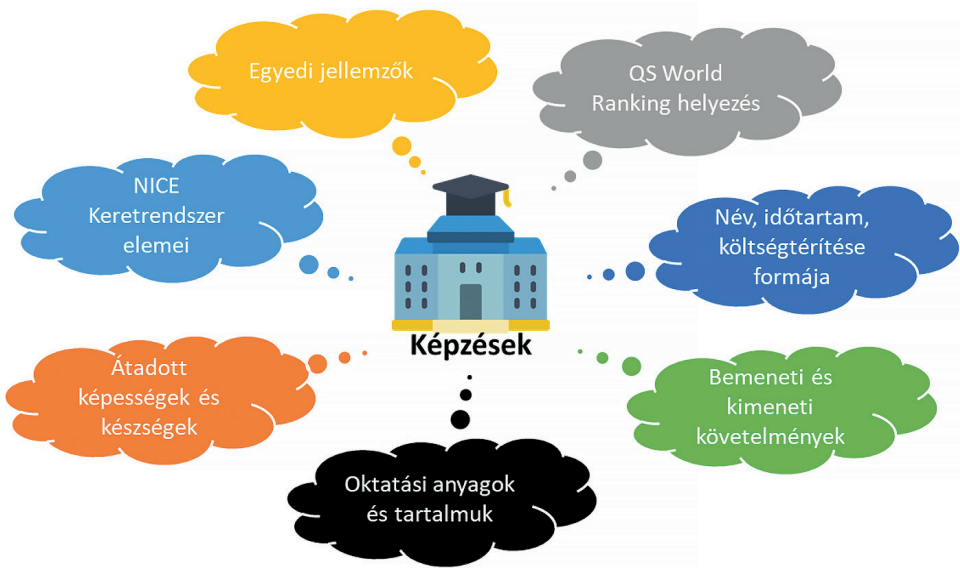 Egyedi jellemzők
QS World
Ranking helyezés
NICE
Keretrendszer
elemei
Név, időtartam,
költségtérítése
formája
Képzések
Átadott
képességek és
készségek
Bemeneti és
kimeneti
követelmények
Oktatási anyagok
és tartalmuk